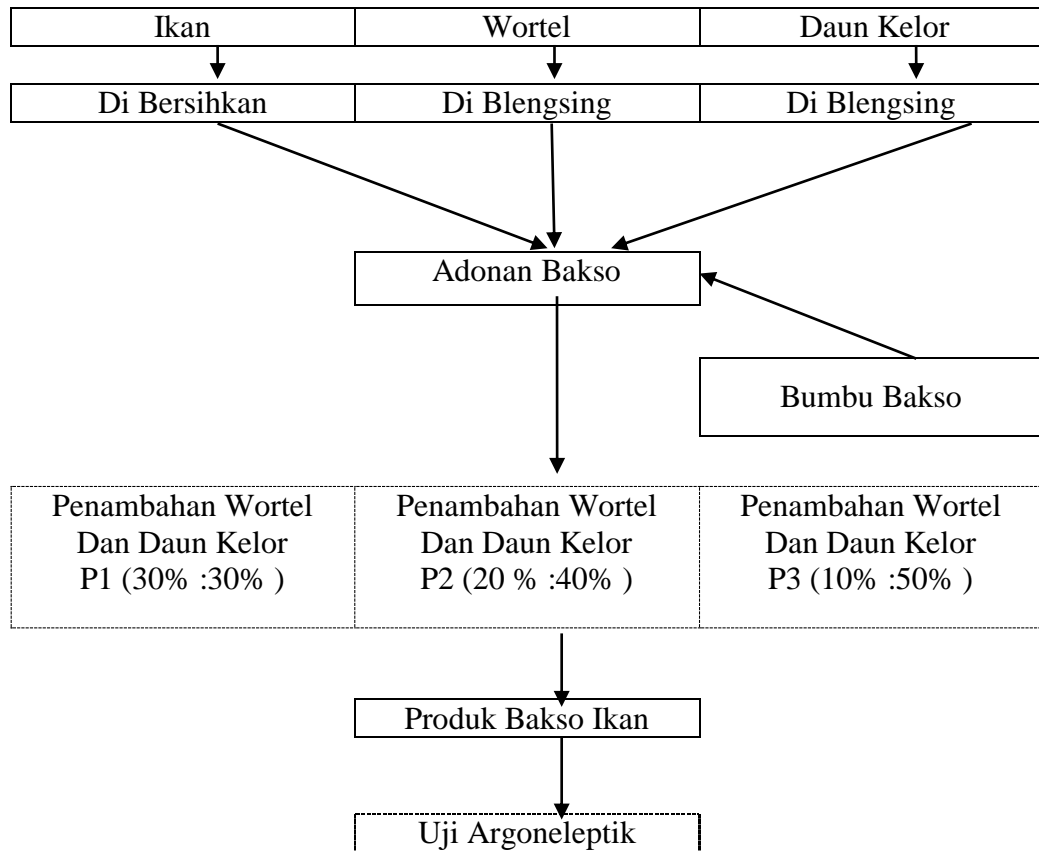 Ikan
Wortel
Daun Kelor
Di Bersihkan
Di Blengsing
Di Blengsing
Adonan Bakso
Bumbu Bakso
Penambahan Wortel
Dan Daun Kelor
P1 (30% :30% )
Penambahan Wortel
Dan Daun Kelor
P2 (20 % :40% )
Penambahan Wortel
Dan Daun Kelor
P3 (10% :50% )
Produk Bakso Ikan
Uji Argoneleptik